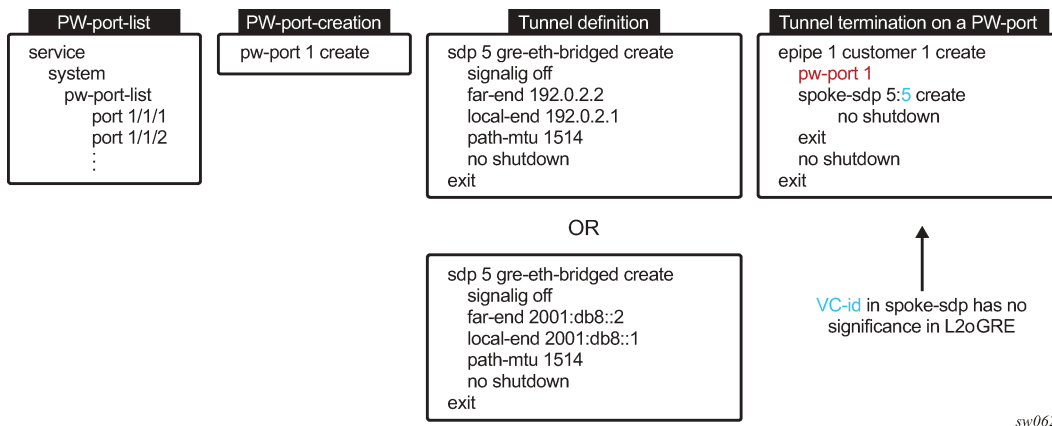 PW-port-list
service
system
pw-port-list
port 1/1/1
port 1/1/2
⋮
PW-port-creation
pw-port 1 create
Tunnel definition
sdp 5 gre-eth-bridged create
signalig off
far-end 192.0.2.2
local-end 192.0.2.1
path-mtu 1514
no shutdown
exit
OR
sdp 5 gre-eth-bridged create
signalig off
far-end 2001:db8::2
local-end 2001:db8::1
path-mtu 1514
no shutdown
exit
Tunnel termination on a PW-port
epipe 1 customer 1 create
pw-port 1
spoke-sdp 5:5 create
no shutdown
exit
no shutdown
exit
VC-id in spoke-sdp has no
significance in L2oGRE